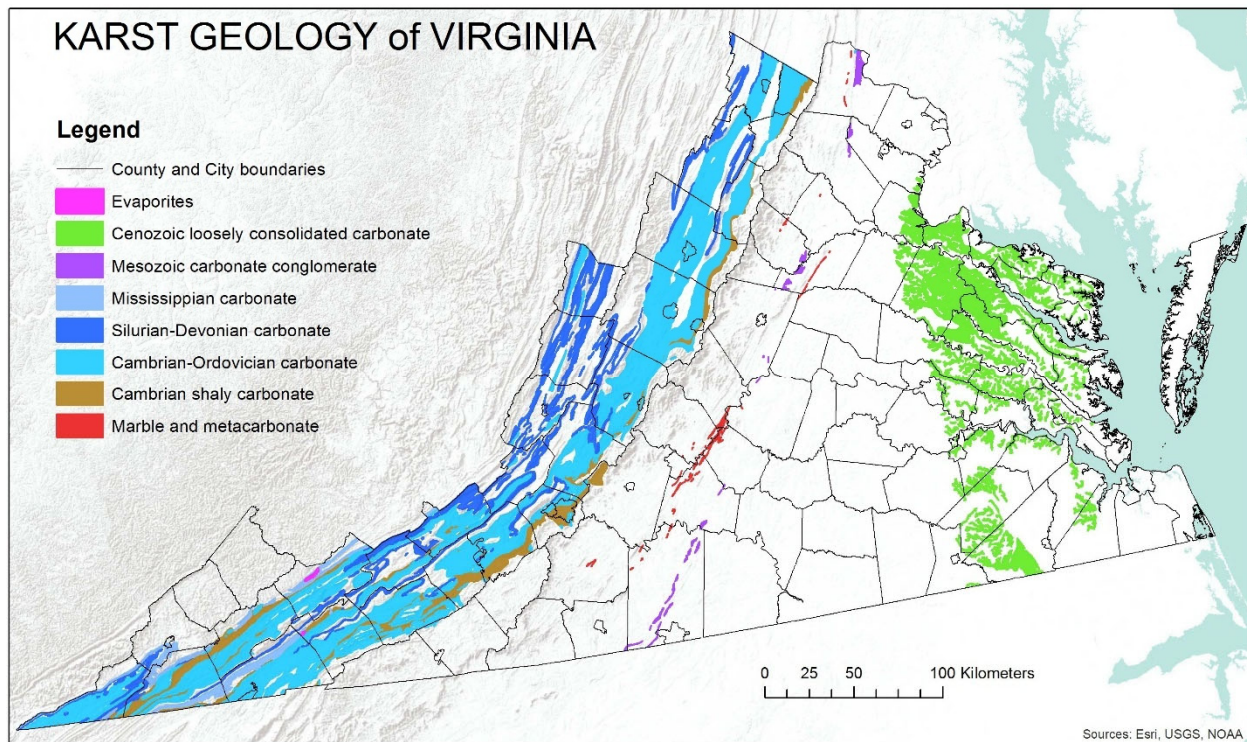 KARST GEOLOGY of VIRGINIA
Legend
County and City boundaries
Evaporites
Cenozoic loosely consolidated carbonate
Mesozoic carbonate conglomerate
Mississippian carbonate
Silurian-Devonian carbonate
Cambrian-Ordovician carbonate
Cambrian shaly carbonate
Marble and metacarbonate
0 25 50 100 Kilometers
Sources: Esri, USGS, NOAA